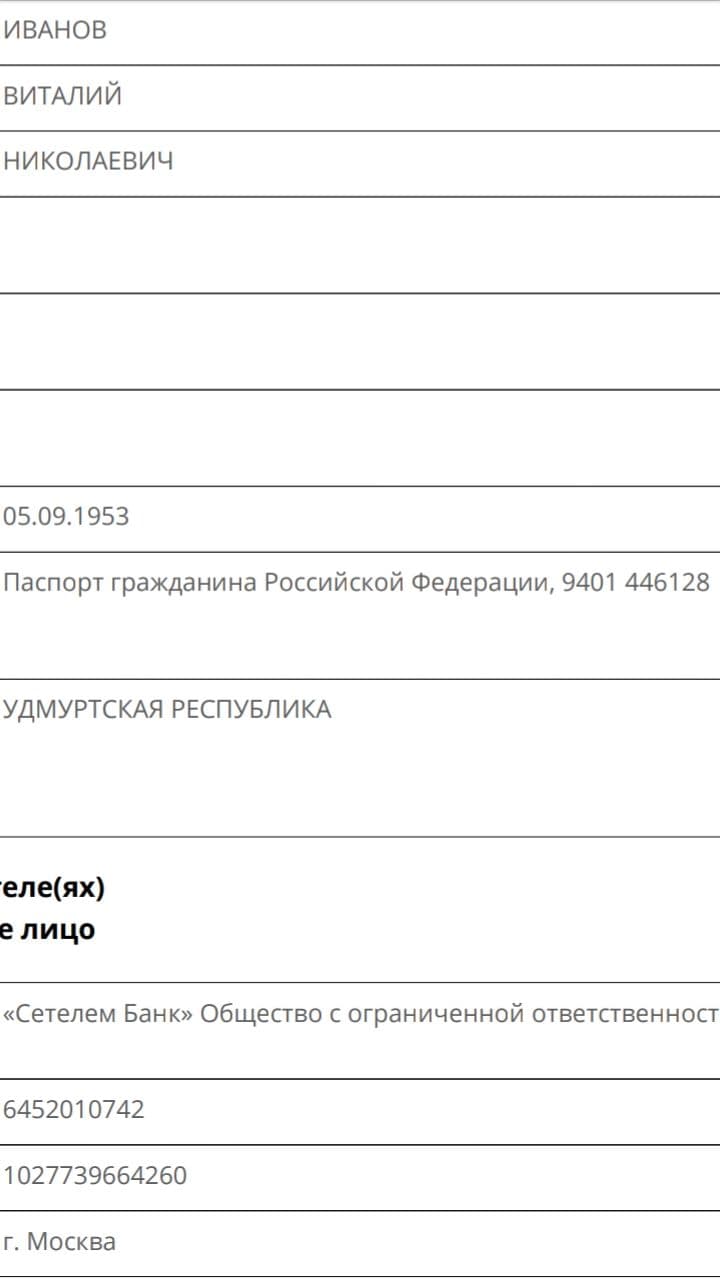 ИВАНОВ
ВИТАЛИЙ
НИКОЛАЕВИЧ
05.09.1953
Паспорт гражданина Российской Федерации, 9401 446128
УДМУРТСКАЯ РЕСПУБЛИКА
теле(ях)
е лицо
«Сетелем Банк» Общество с ограниченной ответственност
6452010742
1027739664260
г. Москва